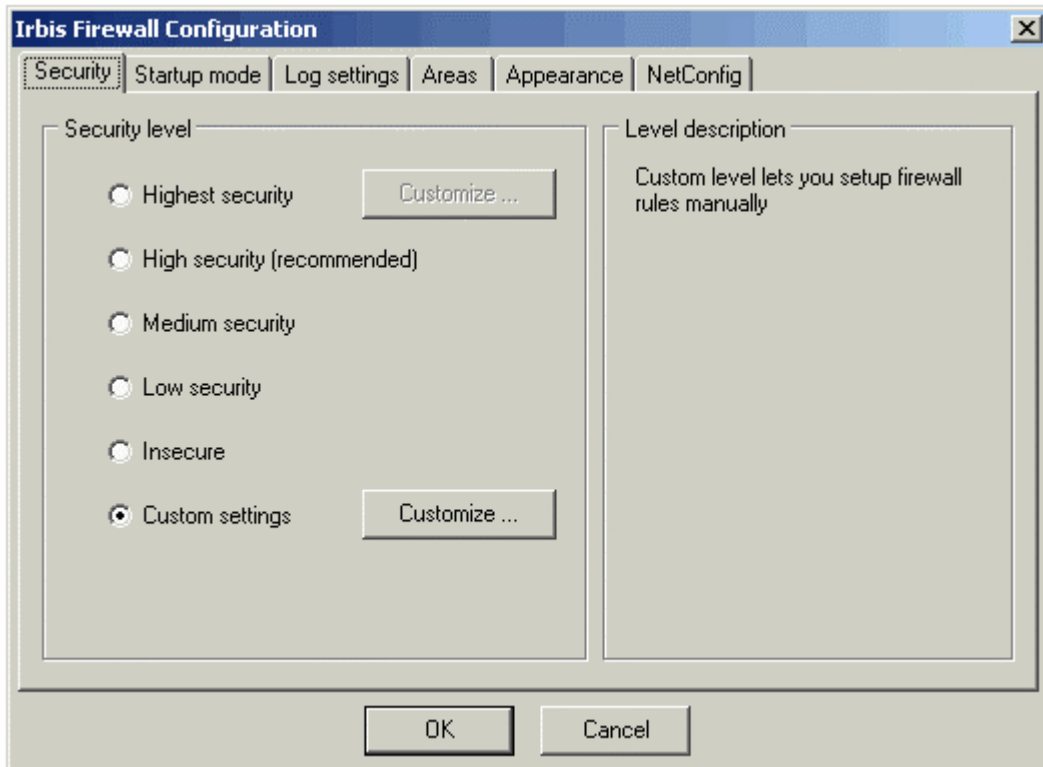 Irbis Firewall Configuration
Security Startup mode Log settings Areas Appearance NetConfig
Security level
Highest security Customize ...
High security (recommended)
Medium security
Low security
Insecure
Custom settings Customize ...
Level description
Custom level lets you setup firewall
rules manually
OK Cancel